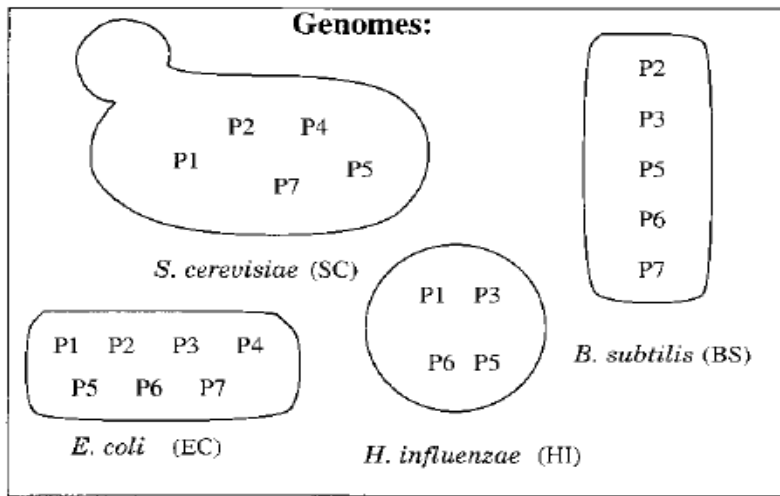 Genomes:
P2 P4
P1
P7
P5
S. cerevisiae (SC)
P2
P3
P5
P6
P7
B. subtilis (BS)
P1 P2 P3 P4
P5 P6 P7
E. coli (EC)
P1 P3
P6 P5
H. influenzae (HI)